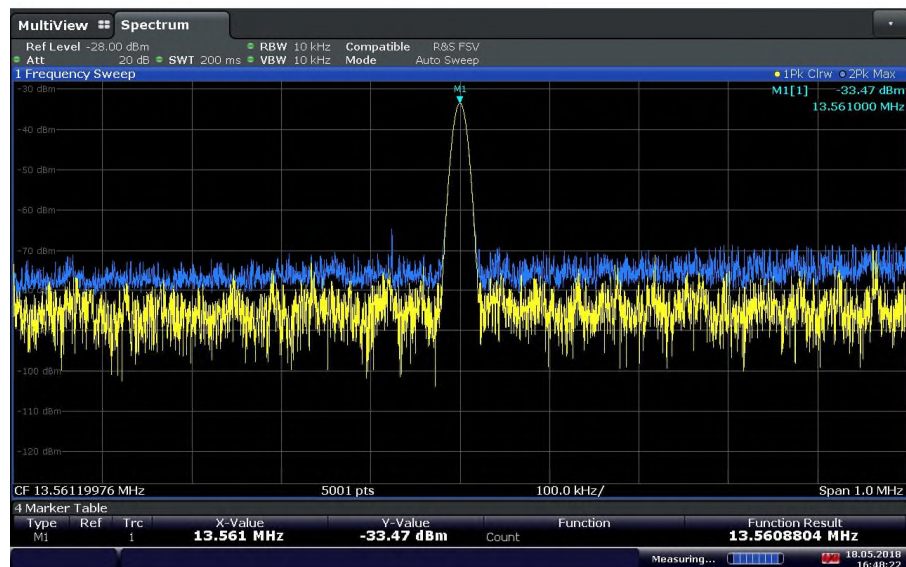 MultiView Spectrum
Ref Level -28.00 dBm RBW 10 kHz Compatible R&S FSV
Att 20 dB SWT 200 ms VBW 10 kHz Mode Auto Sweep
1 Frequency Sweep 1Pk Clrw 2Pk Max
-30 dBm M1 M1[1] -33.47 dBm
13.561000 MHz
-40 dBm
-50 dBm
-60 dBm
-70 dBm
-100 dBm
-110 dBm
-120 dBm
CF 13.56119976 MHz 5001 pts 100.0 kHz/ Span 1.0 MHz
4 Marker Table
Type Ref Trc X-Value Y-Value Function Function Result
M1 1 13.561 MHz -33.47 dBm Count 13.5608804 MHz
Measuring... 18.05.2018
16:48:22